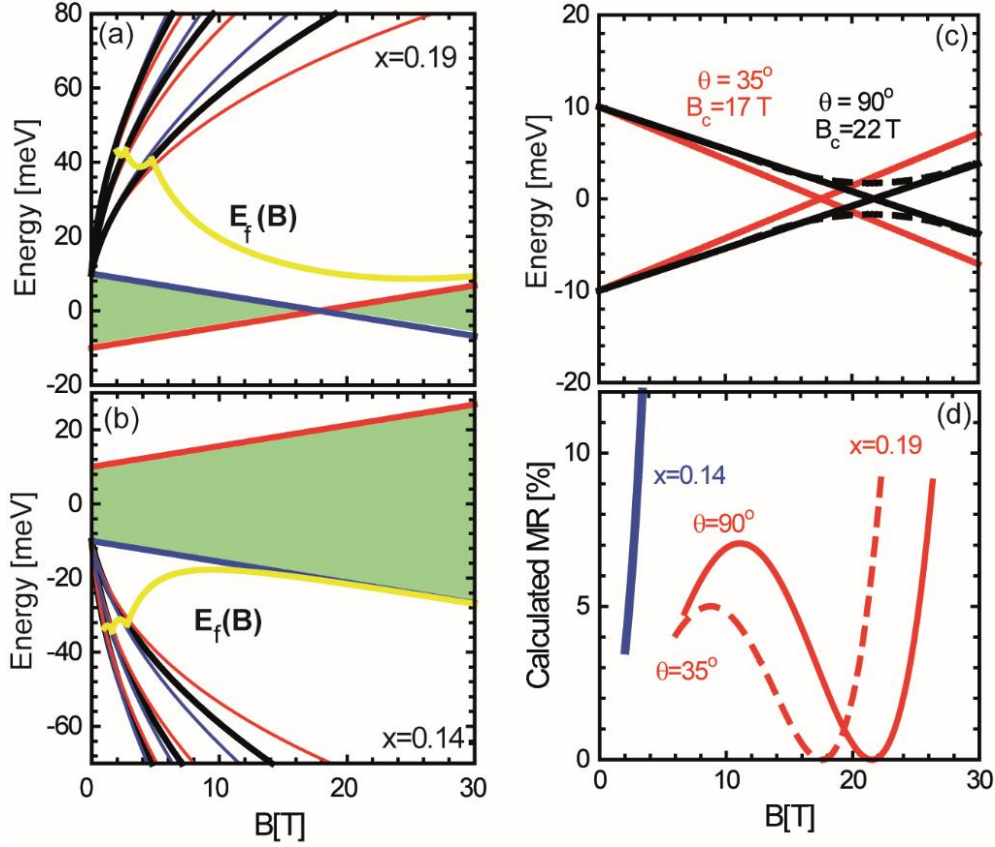 (a)
x=0.19
E_f(B)
Energy [meV]
80
60
40
20
0
-20
(b)
E_f(B)
x=0.14
Energy [meV]
20
0
-20
-40
-60
0
10
20
30
B[T]
(c)
θ = 35°
B_c=17 T
θ = 90°
B_c=22 T
Energy [meV]
20
10
0
-10
-20
(d)
x=0.19
x=0.14
θ=90°
θ=35°
Calculated MR [%]
10
5
0
0
10
20
30
B[T]